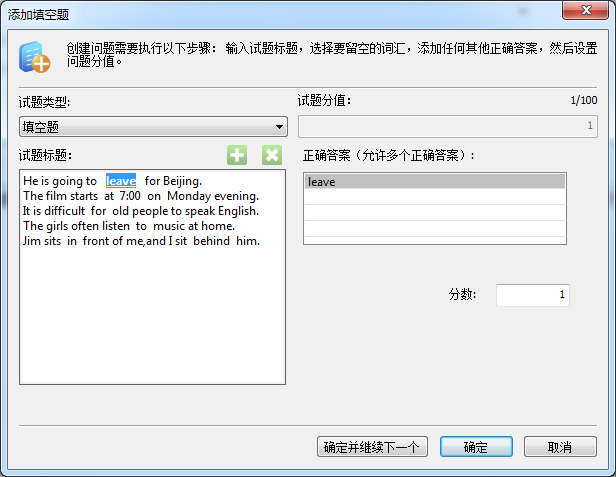 添加填空题
创建问题需要执行以下步骤： 输入试题标题，选择要留空的词汇，添加任何其他正确答案，然后设置
问题分值。
试题类型:
试题分值:
1/100
填空题
1
试题标题:
正确答案（允许多个正确答案）:
He is going to leave for Beijing.
The film starts at 7:00 on Monday evening.
It is difficult for old people to speak English.
The girls often listen to music at home.
Jim sits in front of me,and I sit behind him.
leave
分数:
1
确定并继续下一个
确定
取消